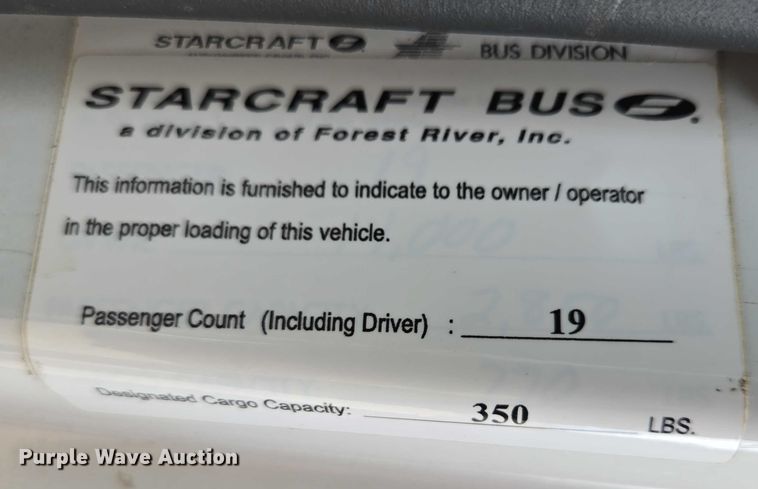 STARCRAFT BUS DIVISION
STARCRAFT BUS
a division of Forest River, Inc.
This information is furnished to indicate to the owner / operator
in the proper loading of this vehicle.
Passenger Count (Including Driver) : 19
Designated Cargo Capacity: 350 LBS.
Purple Wave Auction